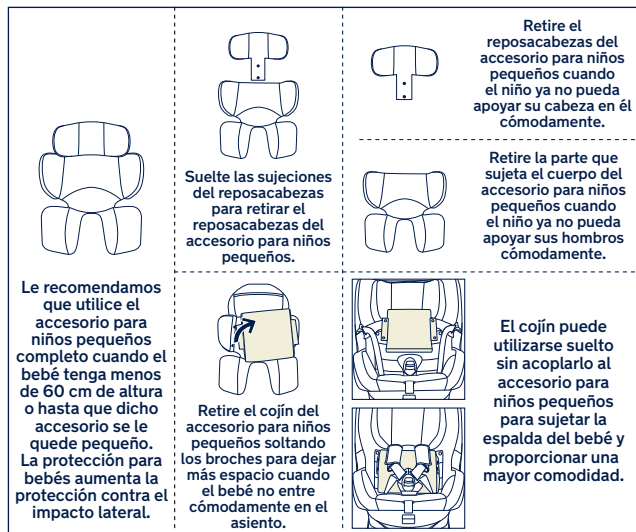 Le recomendamos
que utilice el
accesorio para
niños pequeños
completo cuando el
bebé tenga menos
de 60 cm de altura
o hasta que dicho
accesorio se le
quede pequeño.
La protección para
bebés aumenta la
protección contra el
impacto lateral.
Suelte las sujeciones
del reposacabezas
para retirar el
reposacabezas del
accesorio para niños
pequeños.
Retire el cojín del
accesorio para niños
pequeños soltando
los broches para dejar
más espacio cuando
el bebé no entre
cómodamente en el
asiento.
Retire el
reposacabezas del
accesorio para niños
pequeños cuando
el niño ya no pueda
apoyar su cabeza en él
cómodamente.
Retire la parte que
sujeta el cuerpo del
accesorio para niños
pequeños cuando
el niño ya no pueda
apoyar sus hombros
cómodamente.
El cojín puede
utilizarse suelto
sin acoplarlo al
accesorio para
niños pequeños
para sujetar la
espalda del bebé y
proporcionar una
mayor comodidad.